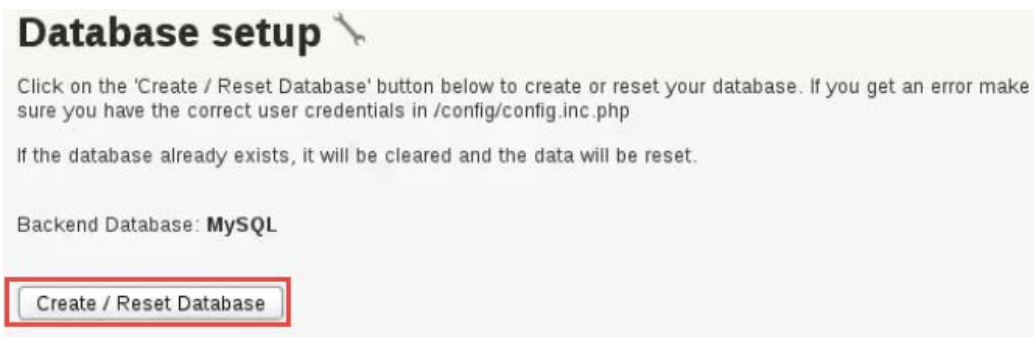 Database setup
Click on the 'Create / Reset Database' button below to create or reset your database. If you get an error make
sure you have the correct user credentials in /config/config.inc.php
If the database already exists, it will be cleared and the data will be reset.
Backend Database: MySQL
Create / Reset Database